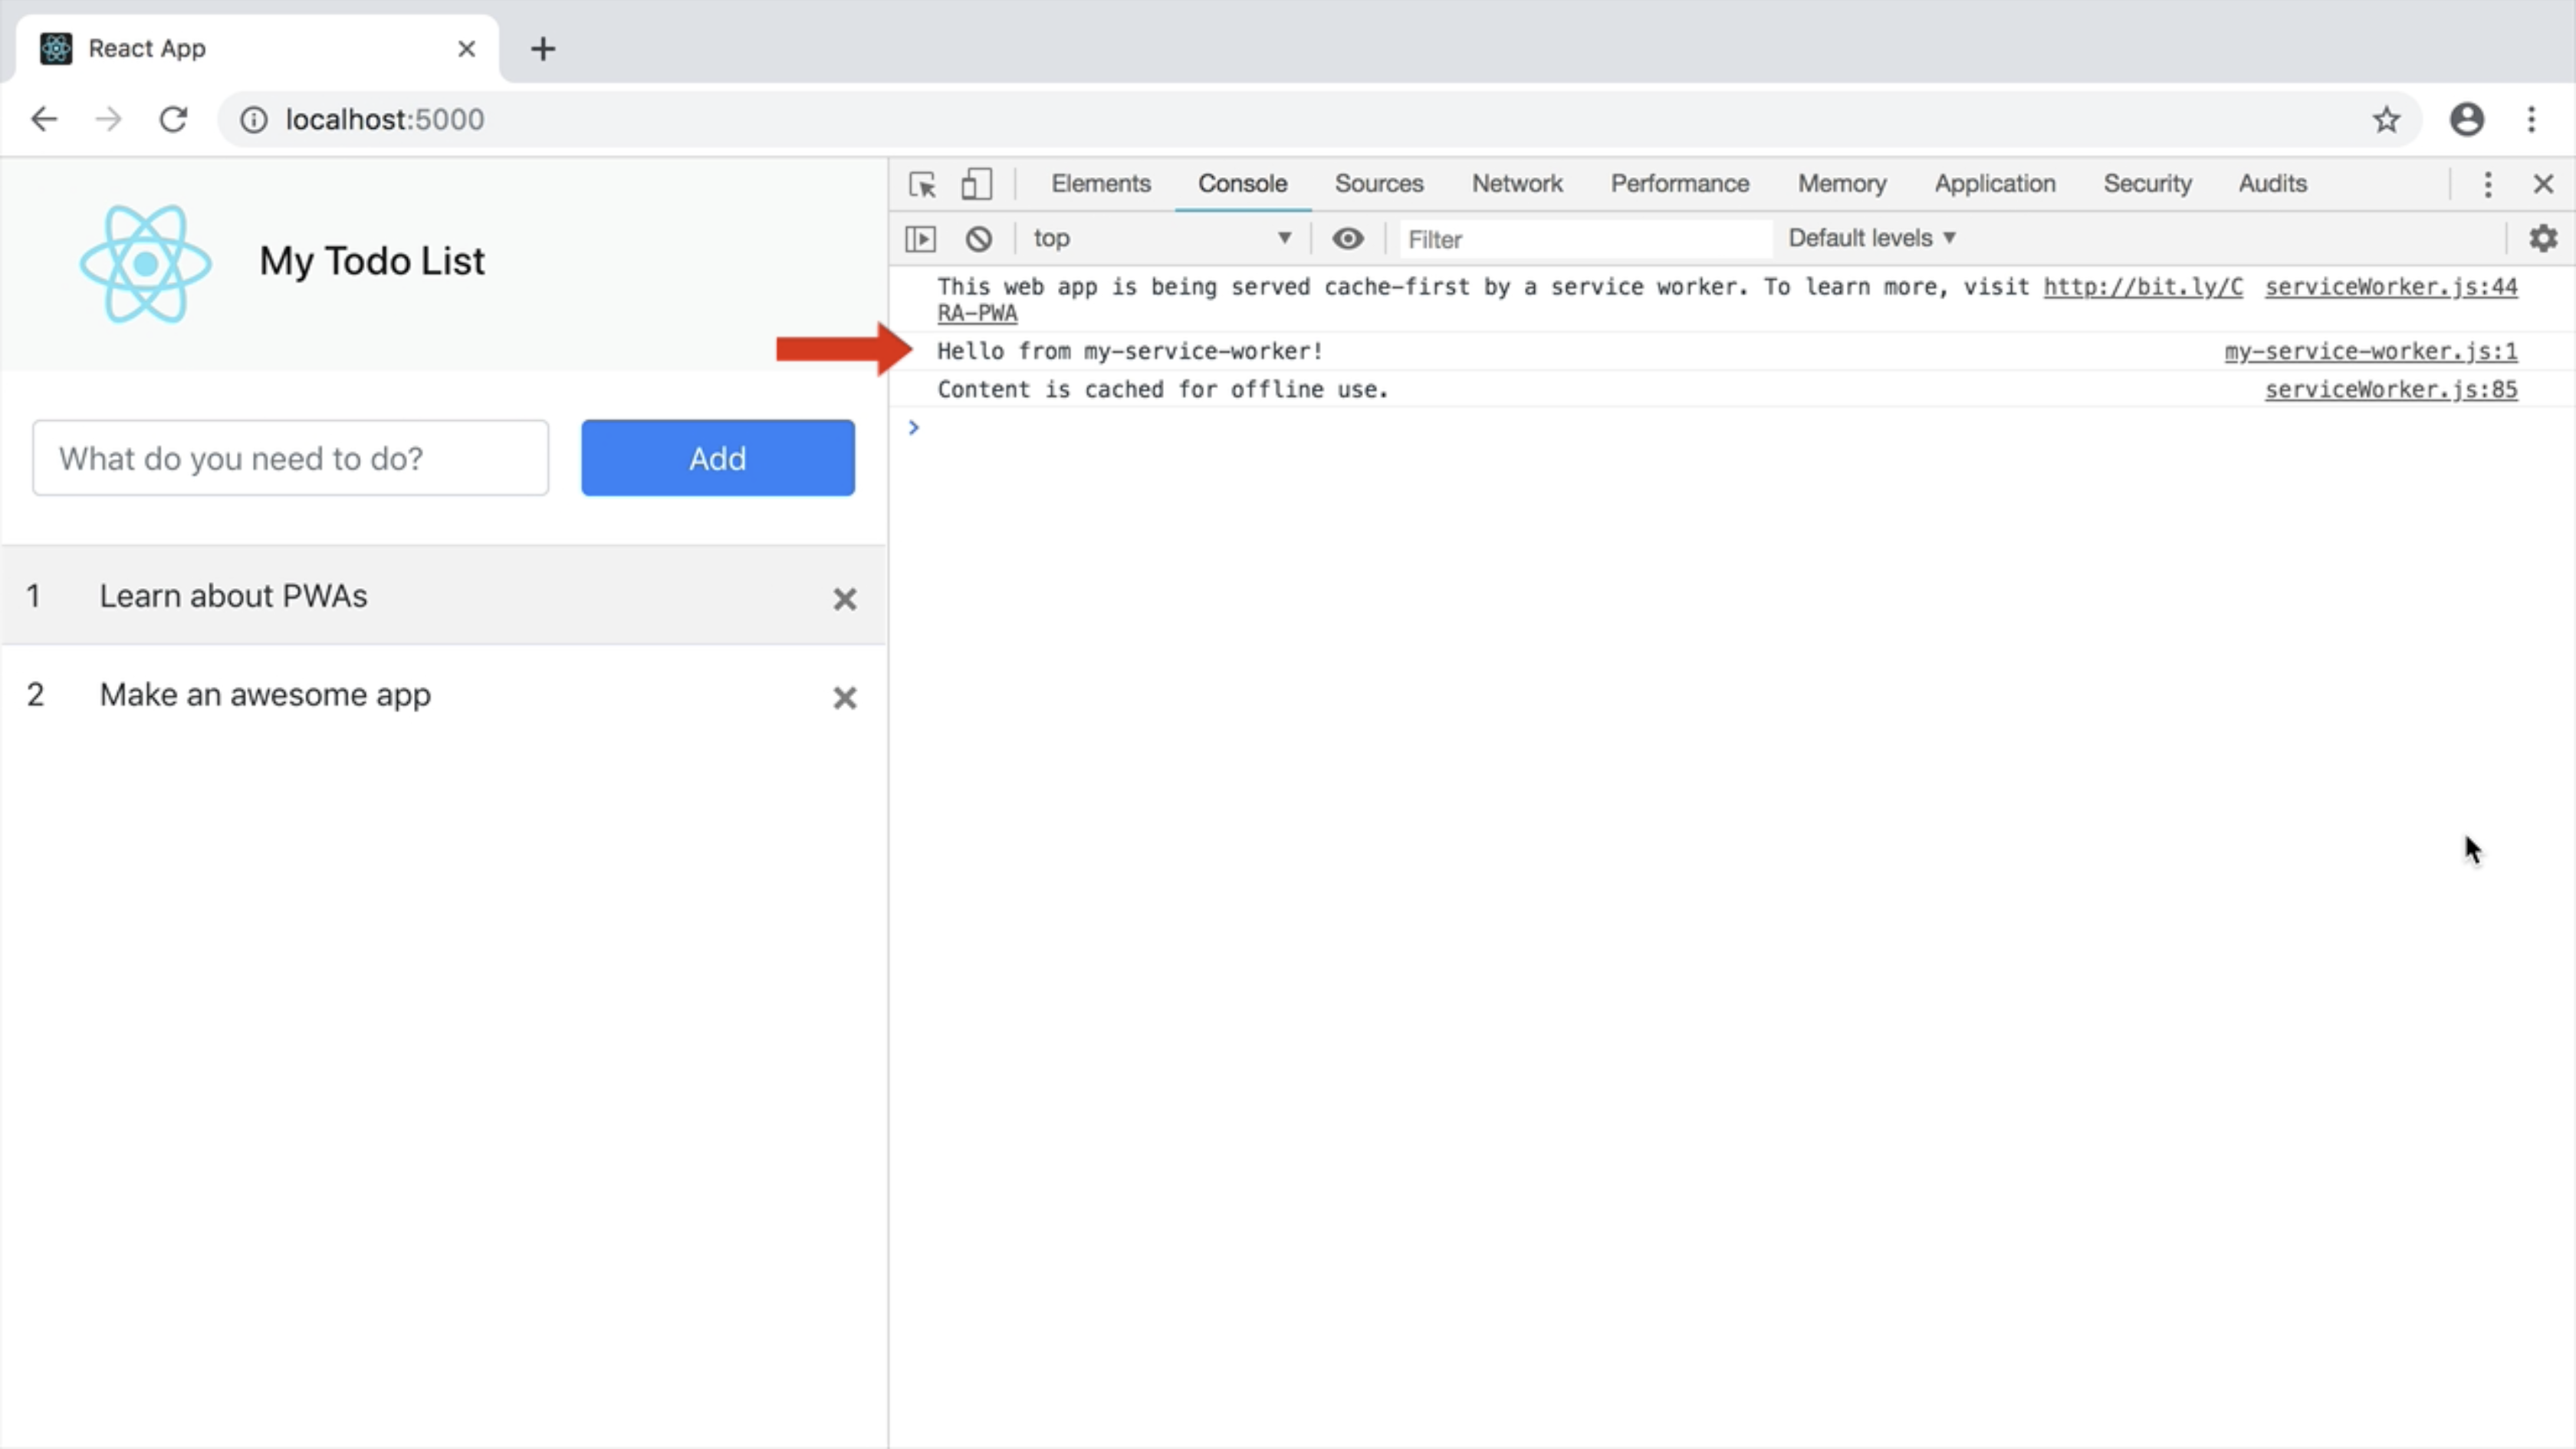 React App
localhost:5000
My Todo List
What do you need to do?
Add
1 Learn about PWAs
2 Make an awesome app
Elements Console Sources Network Performance Memory Application Security Audits
top Filter Default levels
This web app is being served cache-first by a service worker. To learn more, visit http://bit.ly/C serviceWorker.js:44
RA-PWA
Hello from my-service-worker! my-service-worker.js:1
Content is cached for offline use. serviceWorker.js:85